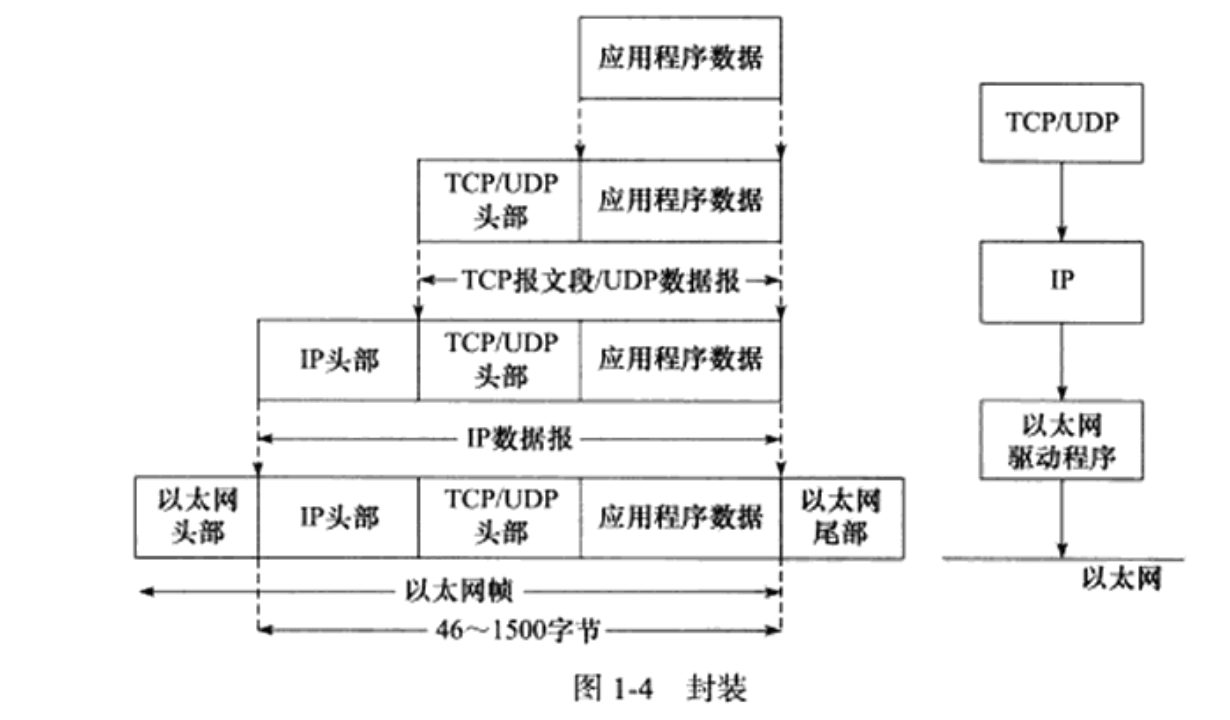 应用程序数据
TCP/UDP
头部
应用程序数据
TCP报文段/UDP数据报
IP头部
TCP/UDP
头部
应用程序数据
IP数据报
以太网
头部
IP头部
TCP/UDP
头部
应用程序数据
以太网
尾部
以太网帧
46～1500字节
TCP/UDP
IP
以太网
驱动程序
以太网
图 1-4 封装